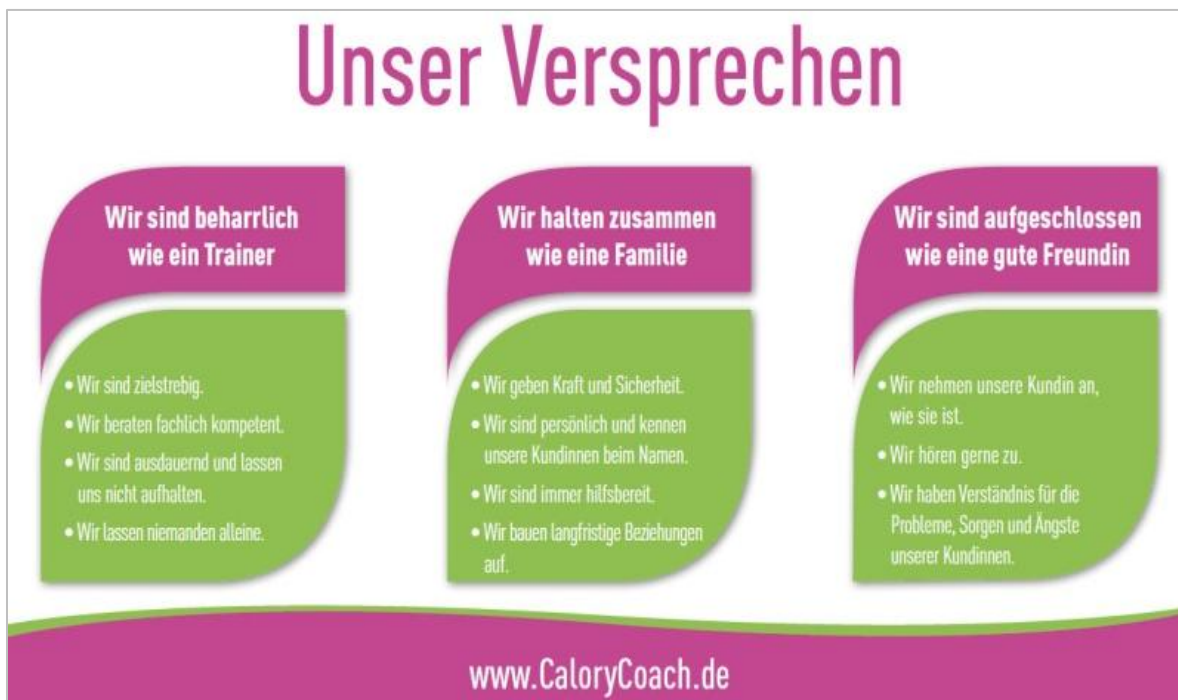 Unser Versprechen
Wir sind beharrlich
wie ein Trainer
• Wir sind zielstrebig.
• Wir beraten fachlich kompetent.
• Wir sind ausdauernd und lassen
uns nicht aufhalten.
• Wir lassen niemanden alleine.
Wir halten zusammen
wie eine Familie
• Wir geben Kraft und Sicherheit.
• Wir sind persönlich und kennen
unsere Kundinnen beim Namen.
• Wir sind immer hilfsbereit.
• Wir bauen langfristige Beziehungen
auf.
Wir sind aufgeschlossen
wie eine gute Freundin
• Wir nehmen unsere Kundin an,
wie sie ist.
• Wir hören gerne zu.
• Wir haben Verständnis für die
Probleme, Sorgen und Ängste
unserer Kundinnen.
www.CaloryCoach.de